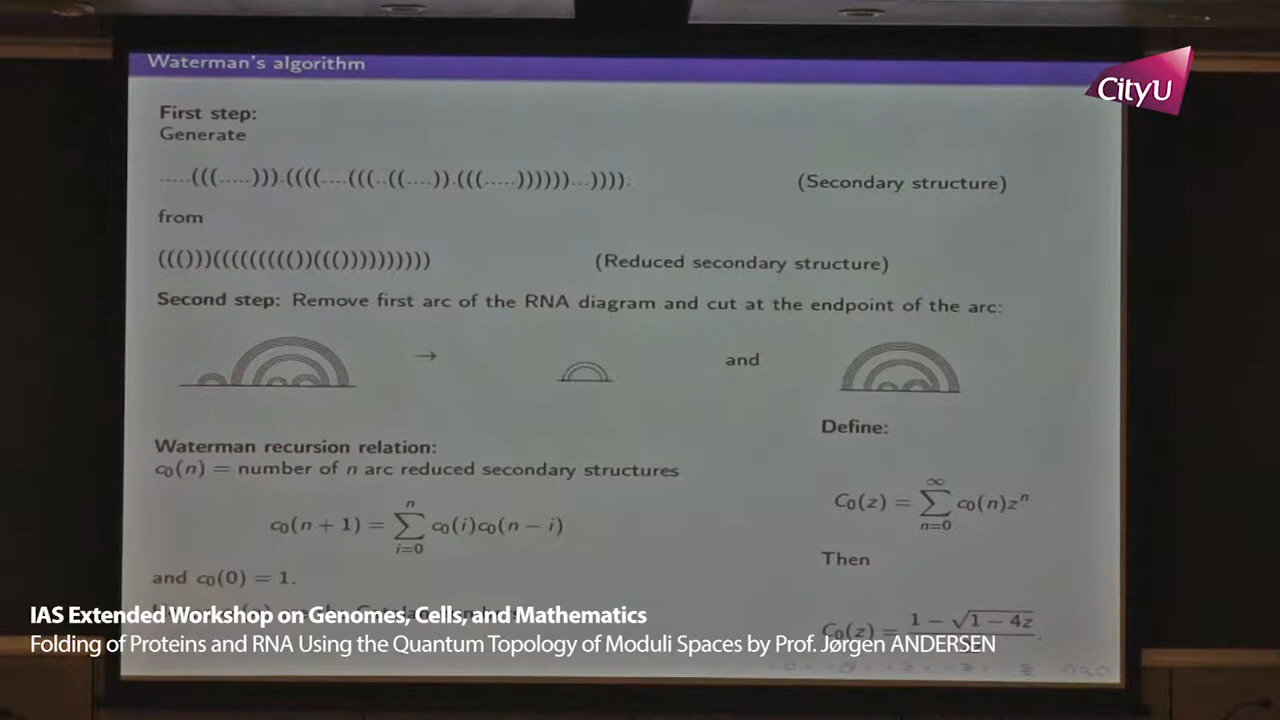 Waterman's algorithm
CityU
First step:
Generate
.....(((.....))).((((....(((..((....)).(((.....))))))...)))). (Secondary structure)
from
((()))((((((((())((())))))))))) (Reduced secondary structure)
Second step: Remove first arc of the RNA diagram and cut at the endpoint of the arc:
→ and
Define:
Waterman recursion relation:
c₀(n) = number of n arc reduced secondary structures
C₀(z) = ∑_{n=0}^{∞} c₀(n)zⁿ
c₀(n + 1) = ∑_{i=0}^{n} c₀(i)c₀(n − i)
Then
and c₀(0) = 1.
C₀(z) = 1 − √(1 − 4z)
IAS Extended Workshop on Genomes, Cells, and Mathematics
Folding of Proteins and RNA Using the Quantum Topology of Moduli Spaces by Prof. Jørgen ANDERSEN